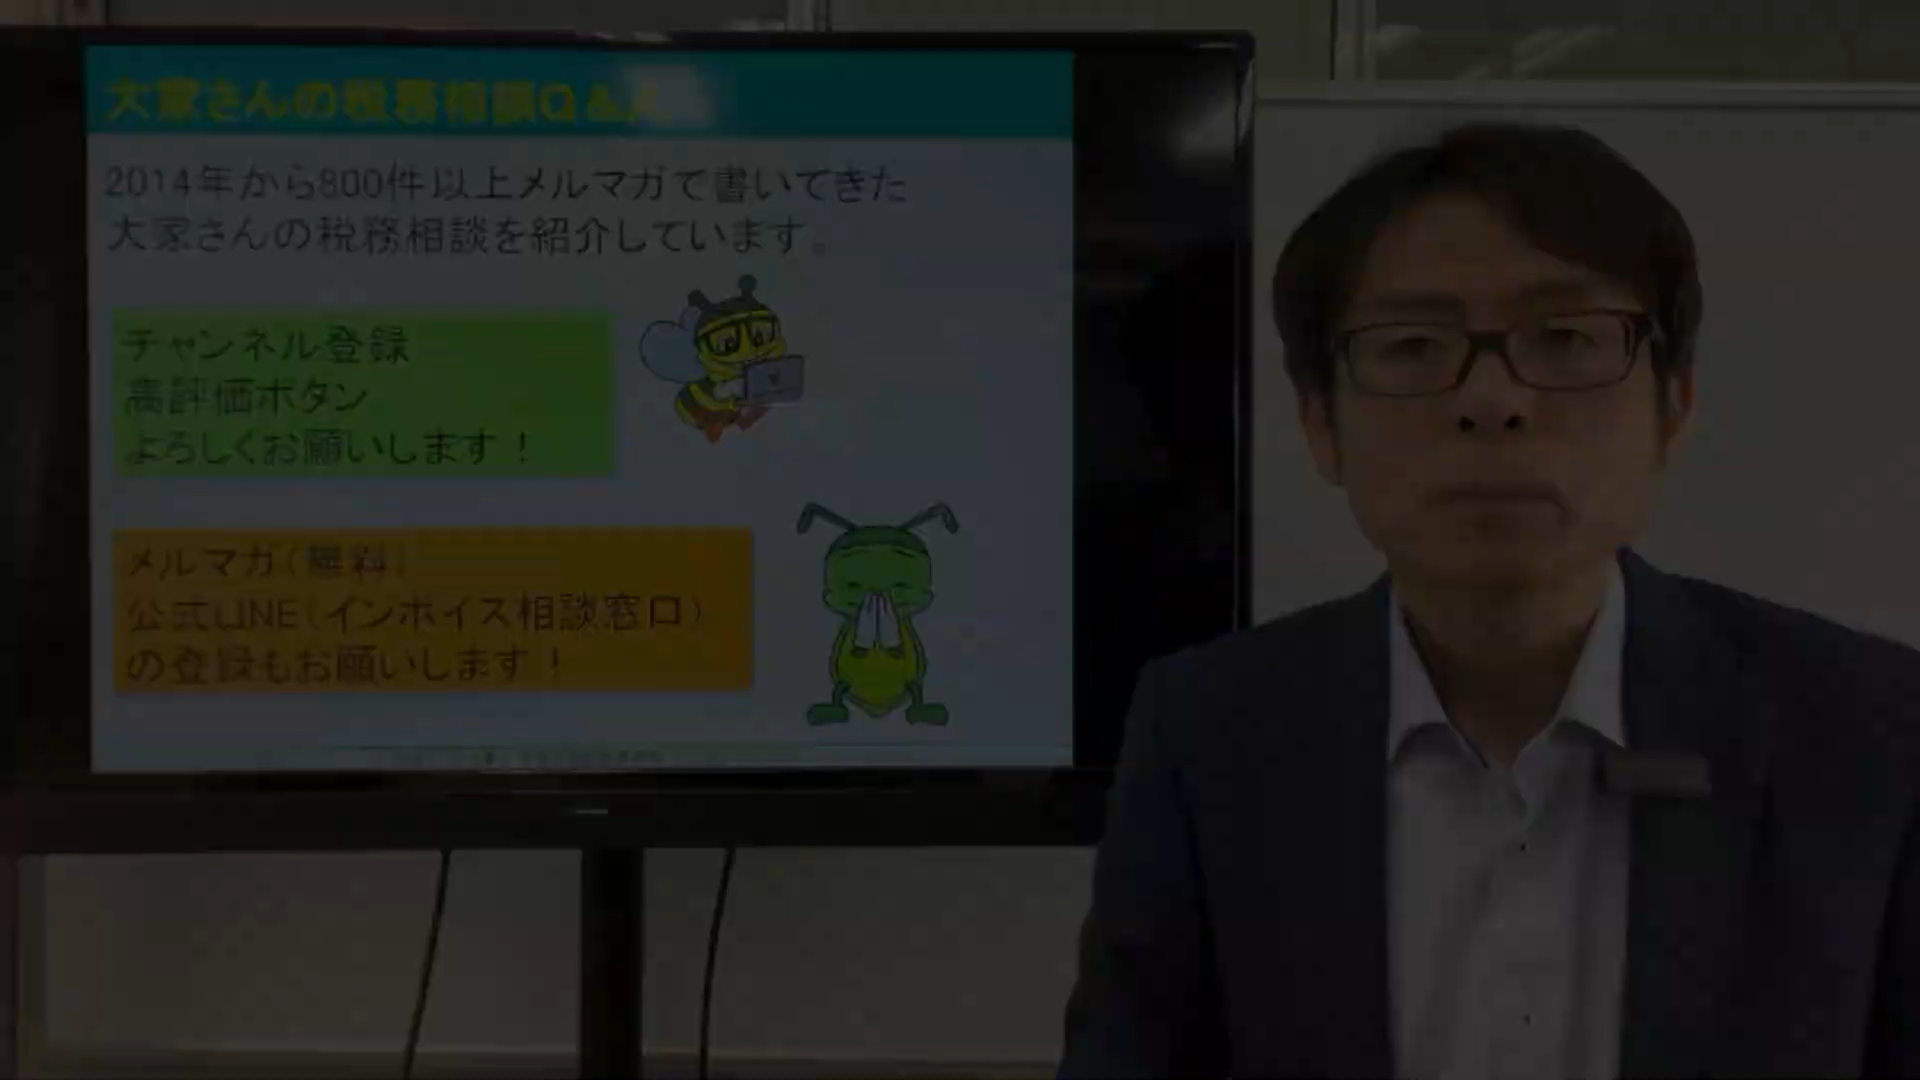 大家さんの税務相談Q&A
2014年から800件以上メルマガで書いてきた
大家さんの税務相談を紹介しています。
チャンネル登録
高評価ボタン
よろしくお願いします！
メルマガ（無料）
公式LINE（インボイス相談窓口）
の登録もお願いします！